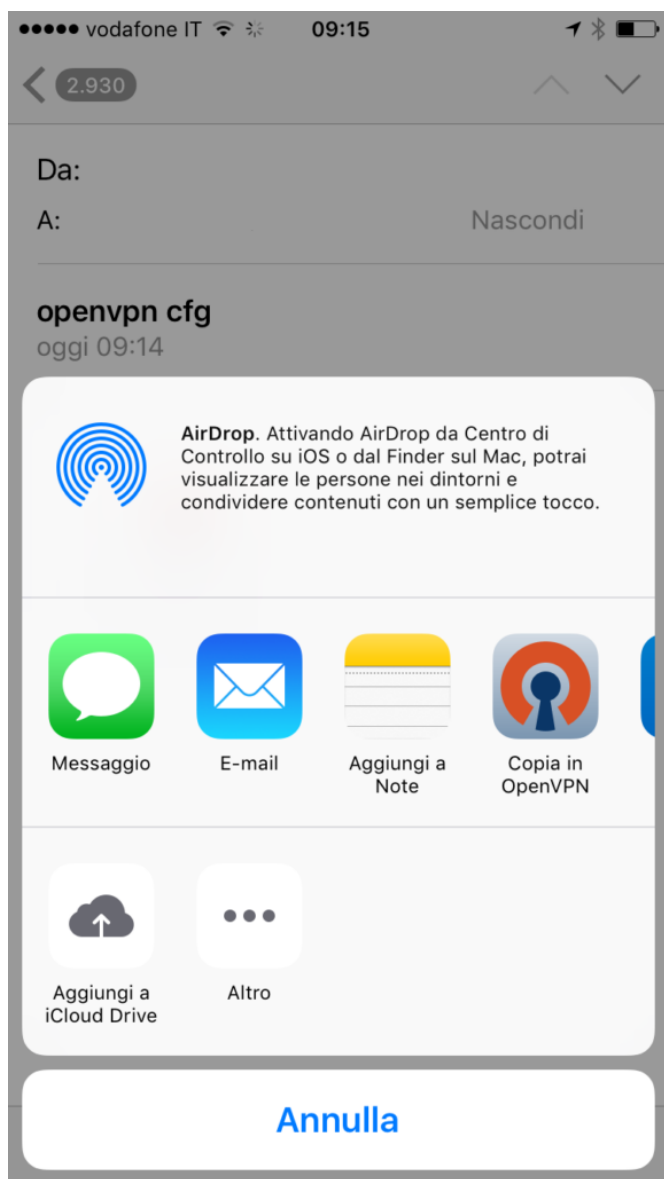 ●●●●● vodafone IT 09:15
2.930
Da:
A: Nascondi
openvpn cfg
oggi 09:14
AirDrop. Attivando AirDrop da Centro di
Controllo su iOS o dal Finder sul Mac, potrai
visualizzare le persone nei dintorni e
condividere contenuti con un semplice tocco.
Messaggio E-mail Aggiungi a Note Copia in OpenVPN
Aggiungi a iCloud Drive Altro
Annulla